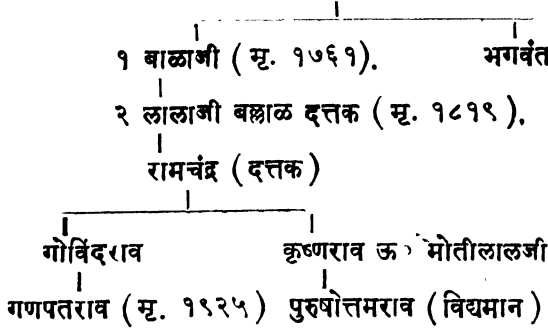 १ बाळाजी ( मृ. १७६१ ). भगवंत
२ लालाजी बल्लाळ दत्तक ( मृ. १८१९ ).
रामचंद्र ( दत्तक )
गोविंदराव कृष्णराव ऊ मोतीलालजी
गणपतराव ( मृ. १९२५ ) पुरुषोत्तमराव ( विद्यमान )